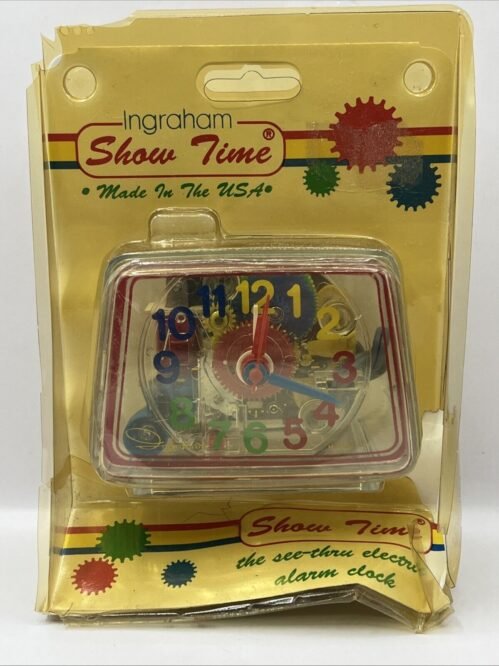 Ingraham
Show Time®
• Made In The USA •
12
1
2
3
4
5
6
7
8
9
10
11
Show Time®
the see-thru electric
alarm clock